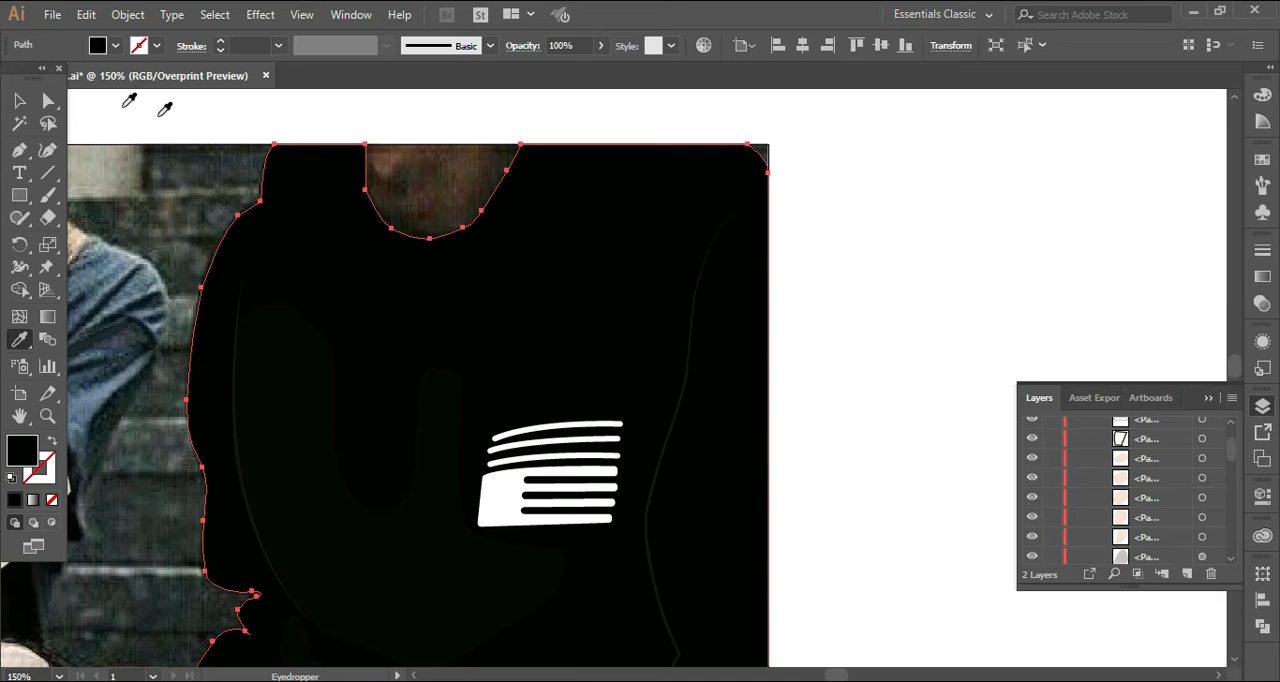 Ai File Edit Object Type Select Effect View Window Help Br St Essentials Classic Search Adobe Stock
Path Stroke: Basic Opacity: 100% Style: Transform
.ai* @ 150% (RGB/Overprint Preview)
Layers Asset Expor Artboards
<Pa...
<Pa...
<Pa...
<Pa...
<Pa...
<Pa...
<Pa...
<Pa...
2 Layers
150% 1 Eyedropper